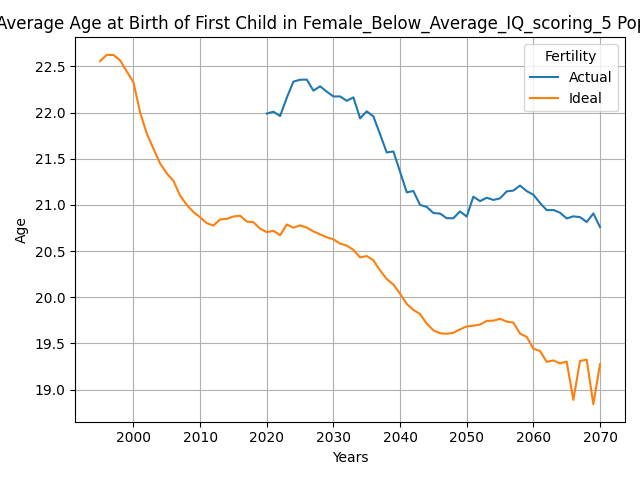 Average Age at Birth of First Child in Female_Below_Average_IQ_scoring_5 Pop
Fertility
Actual
Ideal
22.5
22.0
21.5
21.0
20.5
20.0
19.5
19.0
Age
2000 2010 2020 2030 2040 2050 2060 2070
Years